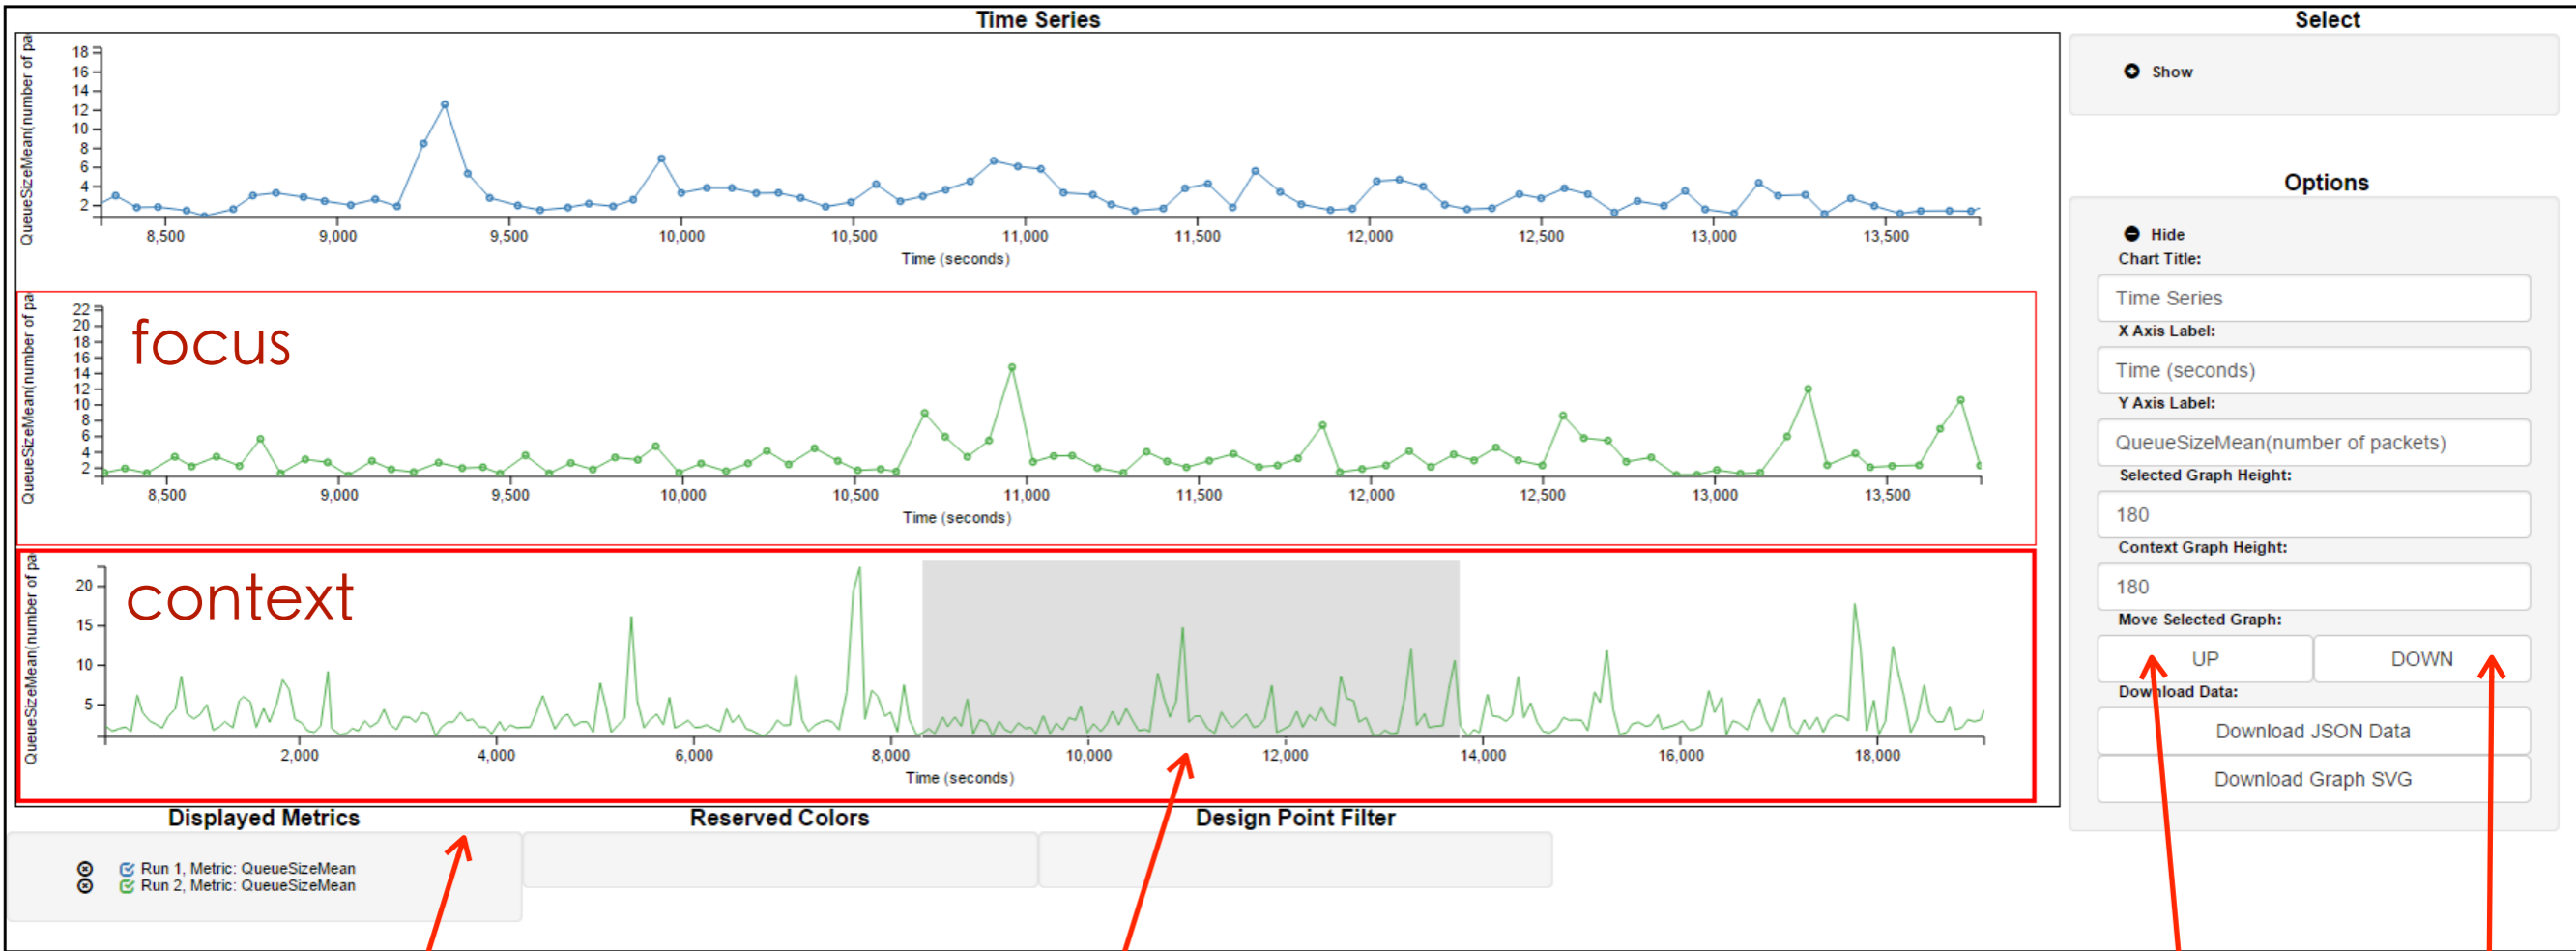 Time Series
QueueSizeMean(number of pa
18
16
14
12
10
8
6
4
2
8,500 9,000 9,500 10,000 10,500 11,000 11,500 12,000 12,500 13,000 13,500
Time (seconds)
QueueSizeMean(number of pa
focus
22
20
18
16
14
12
10
8
6
4
2
8,500 9,000 9,500 10,000 10,500 11,000 11,500 12,000 12,500 13,000 13,500
Time (seconds)
QueueSizeMean(number of pa
context
20
15
10
5
2,000 4,000 6,000 8,000 10,000 12,000 14,000 16,000 18,000
Time (seconds)
Displayed Metrics
Run 1, Metric: QueueSizeMean
Run 2, Metric: QueueSizeMean
Reserved Colors
Design Point Filter
Select
Show
Options
Hide
Chart Title:
Time Series
X Axis Label:
Time (seconds)
Y Axis Label:
QueueSizeMean(number of packets)
Selected Graph Height:
180
Context Graph Height:
180
Move Selected Graph:
UP DOWN
Download Data:
Download JSON Data
Download Graph SVG